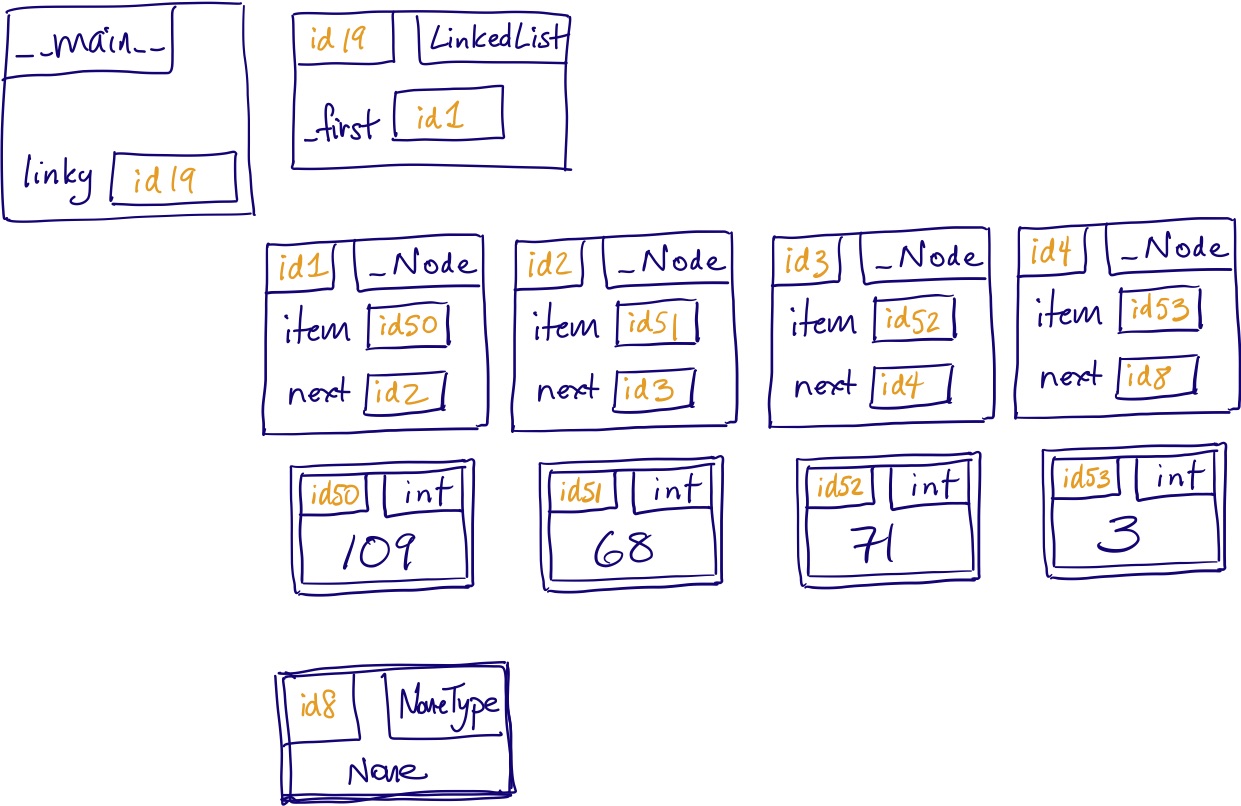 __main__
linky id19
id19 LinkedList
_first id1
id1 _Node
item id50
next id2
id2 _Node
item id51
next id3
id3 _Node
item id52
next id4
id4 _Node
item id53
next id8
id50 int
109
id51 int
68
id52 int
71
id53 int
3
id8 NoneType
None